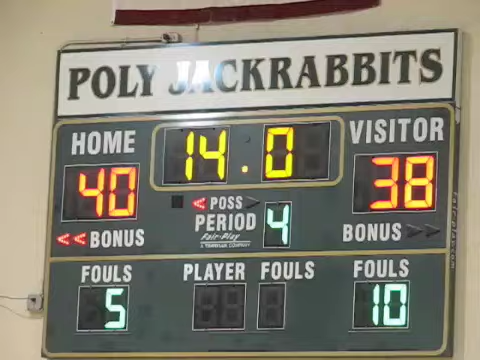 POLY JACKRABBITS
HOME 14.0 VISITOR
40 38
< POSS >
PERIOD 4
Fair-Play
<< BONUS BONUS >>
FOULS PLAYER FOULS FOULS
5 10